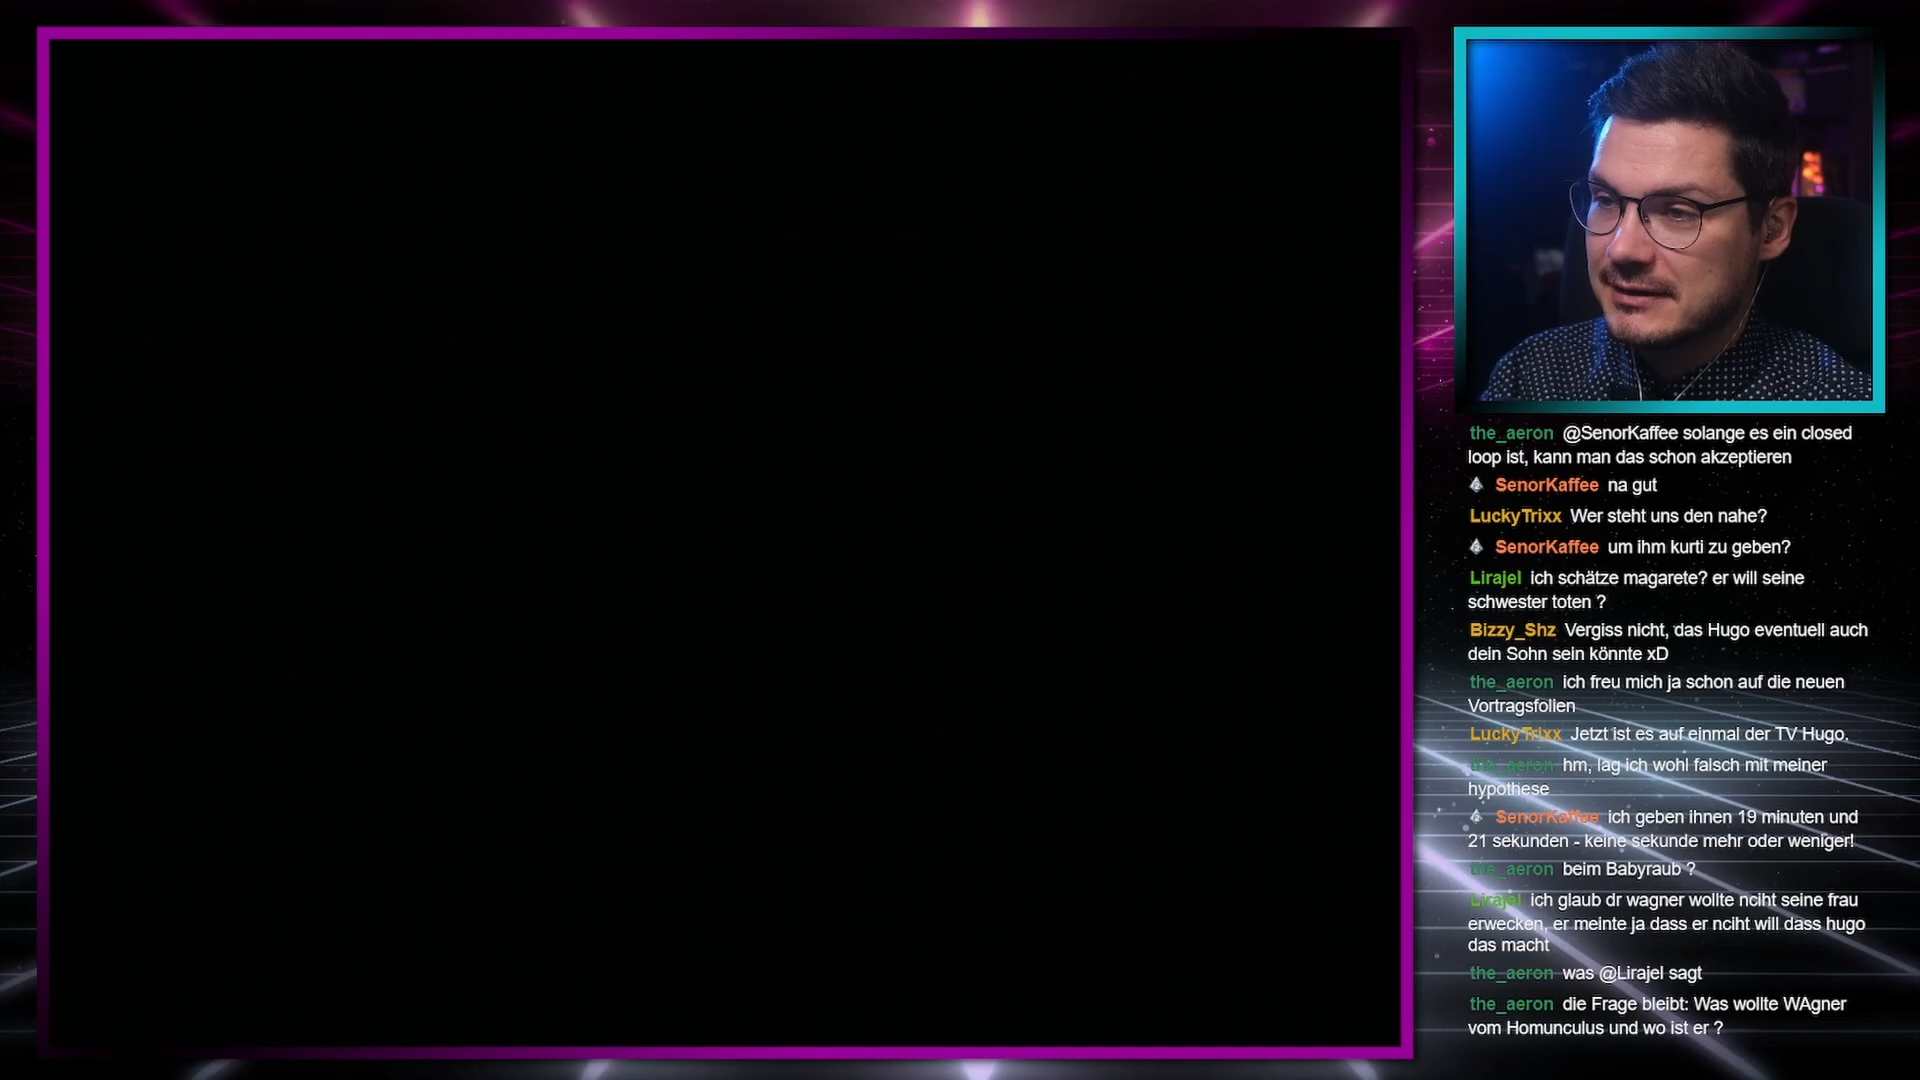 the_aeron @SenorKaffee solange es ein closed
loop ist, kann man das schon akzeptieren
SenorKaffee na gut
LuckyTrixx Wer steht uns den nahe?
SenorKaffee um ihm kurti zu geben?
Lirajel ich schätze magarete? er will seine
schwester toten ?
Bizzy_Shz Vergiss nicht, das Hugo eventuell auch
dein Sohn sein könnte xD
the_aeron ich freu mich ja schon auf die neuen
Vortragsfolien
LuckyTrixx Jetzt ist es auf einmal der TV Hugo.
the_aeron hm, lag ich wohl falsch mit meiner
hypothese
SenorKaffee ich geben ihnen 19 minuten und
21 sekunden - keine sekunde mehr oder weniger!
the_aeron beim Babyraub ?
Lirajel ich glaub dr wagner wollte nciht seine frau
erwecken, er meinte ja dass er nciht will dass hugo
das macht
the_aeron was @Lirajel sagt
the_aeron die Frage bleibt: Was wollte WAgner
vom Homunculus und wo ist er ?